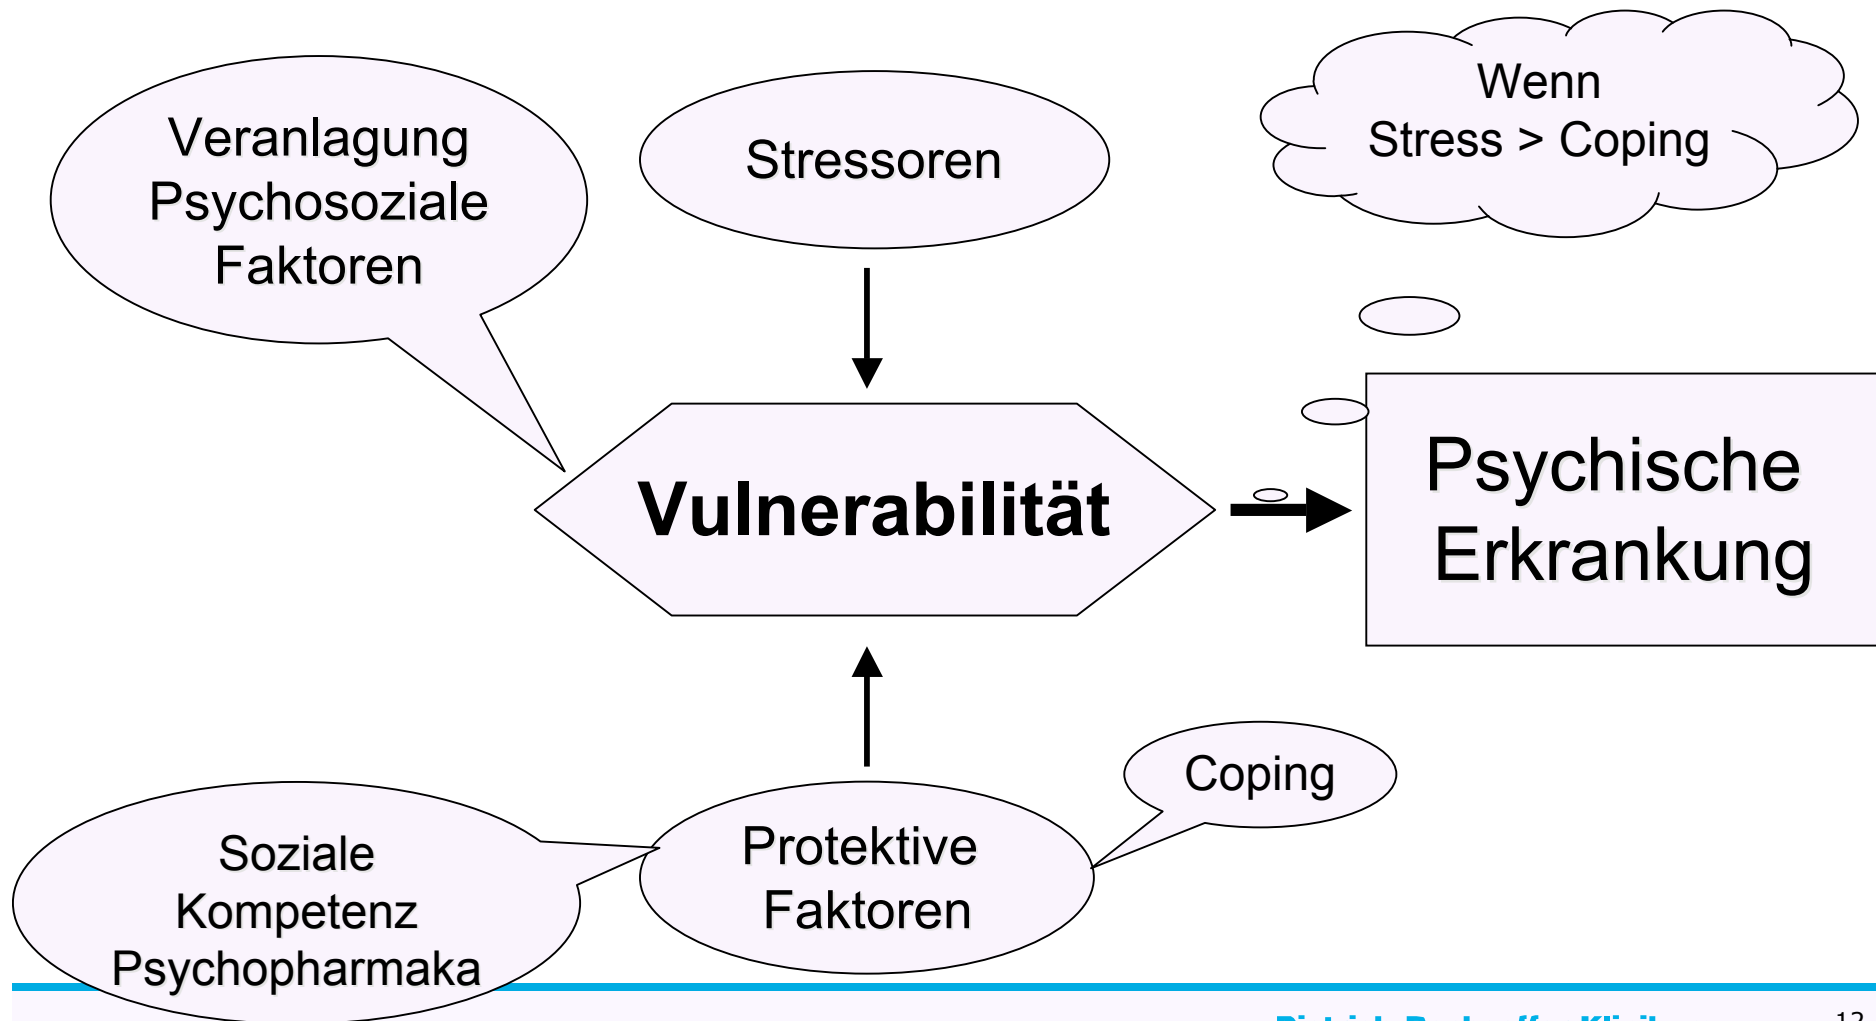 Veranlagung
Psychosoziale
Faktoren
Stressoren
Wenn
Stress > Coping
Vulnerabilität
Psychische
Erkrankung
Coping
Protektive
Faktoren
Soziale
Kompetenz
Psychopharmaka